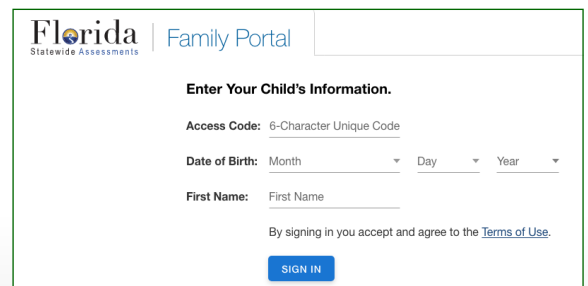 Florida
Statewide Assessments
Family Portal
Enter Your Child's Information.
Access Code: 6-Character Unique Code
Date of Birth: Month Day Year
First Name: First Name
By signing in you accept and agree to the Terms of Use.
SIGN IN